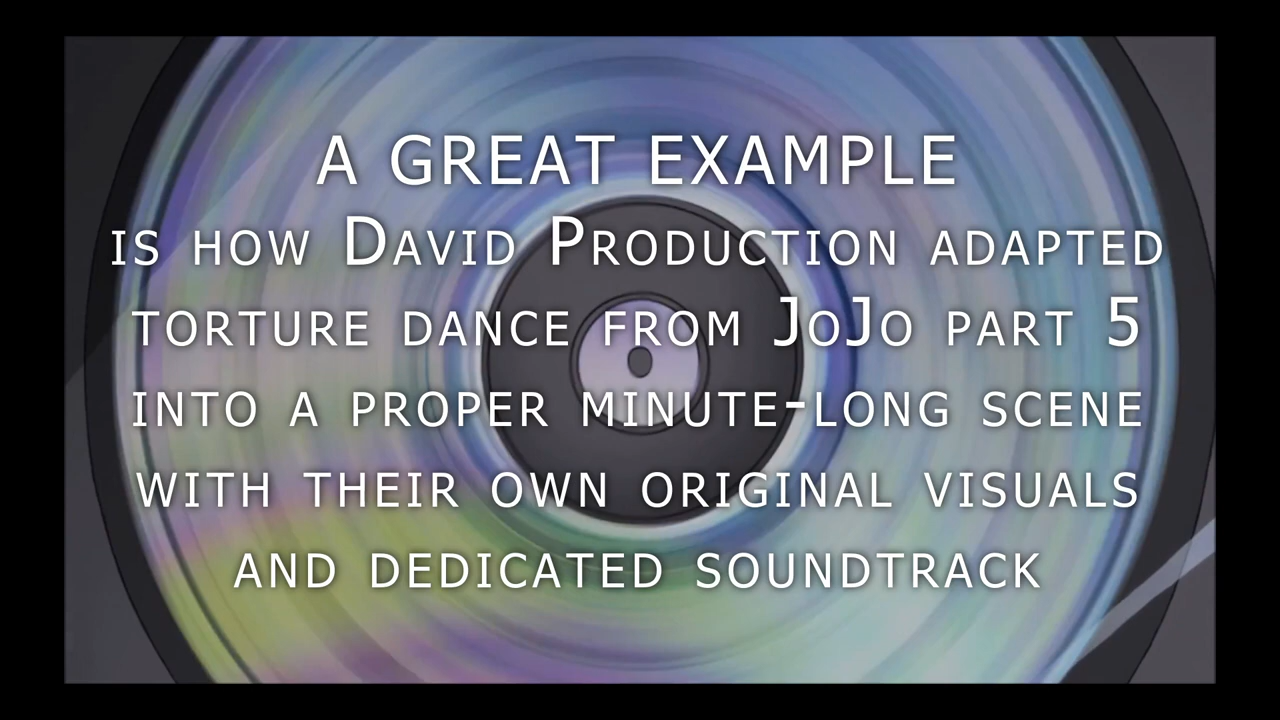 A GREAT EXAMPLE
IS HOW DAVID PRODUCTION ADAPTED
TORTURE DANCE FROM JOJO PART 5
INTO A PROPER MINUTE-LONG SCENE
WITH THEIR OWN ORIGINAL VISUALS
AND DEDICATED SOUNDTRACK